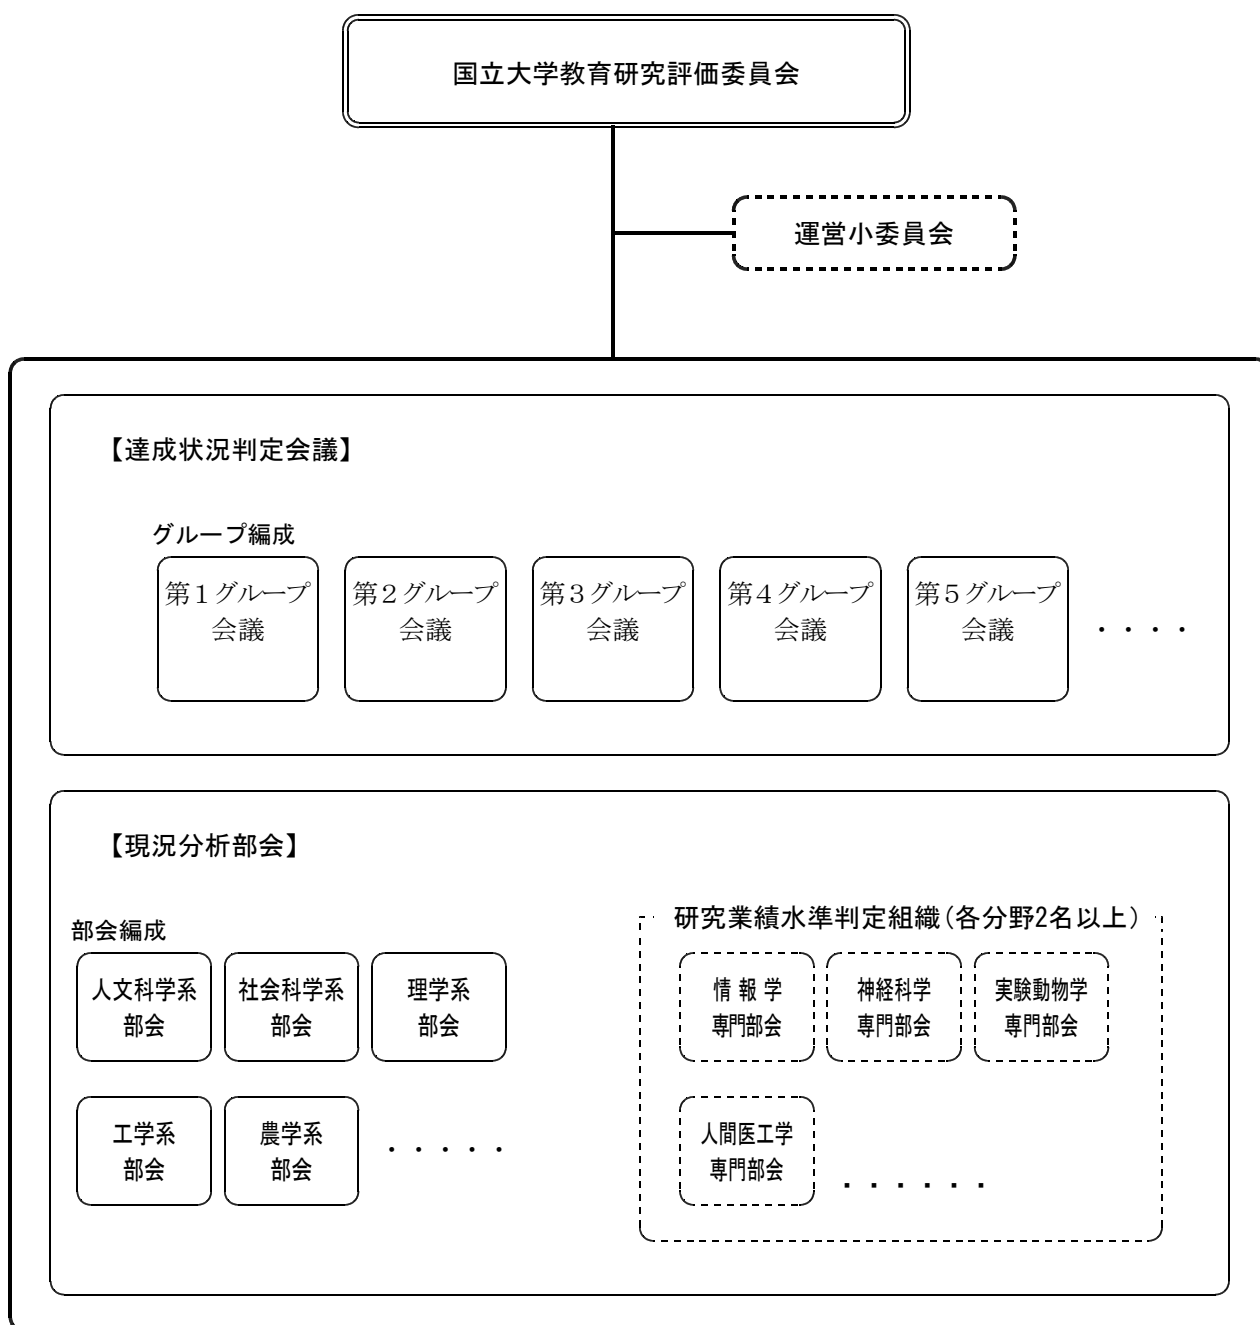 国立大学教育研究評価委員会
運営小委員会
【達成状況判定会議】
グループ編成
第1グループ
会議
第2グループ
会議
第3グループ
会議
第4グループ
会議
第5グループ
会議
・・・・
【現況分析部会】
部会編成
人文科学系
部会
社会科学系
部会
理学系
部会
工学系
部会
農学系
部会
・・・・・
研究業績水準判定組織(各分野2名以上)
情 報 学
専門部会
神経科学
専門部会
実験動物学
専門部会
人間医工学
専門部会
・・・・・・